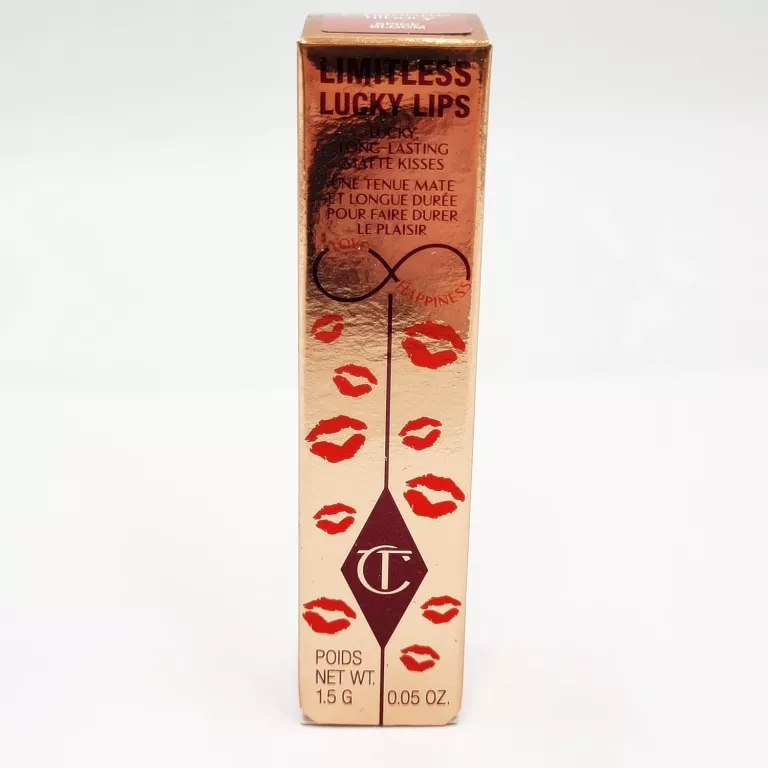 LIMITLESS
LUCKY LIPS
LUCKY,
LONG-LASTING
MATTE KISSES
UNE TENUE MATE
ET LONGUE DURÉE
POUR FAIRE DURER
LE PLAISIR
LOVE
HAPPINESS
CT
POIDS
NET WT.
1.5 G 0.05 OZ.